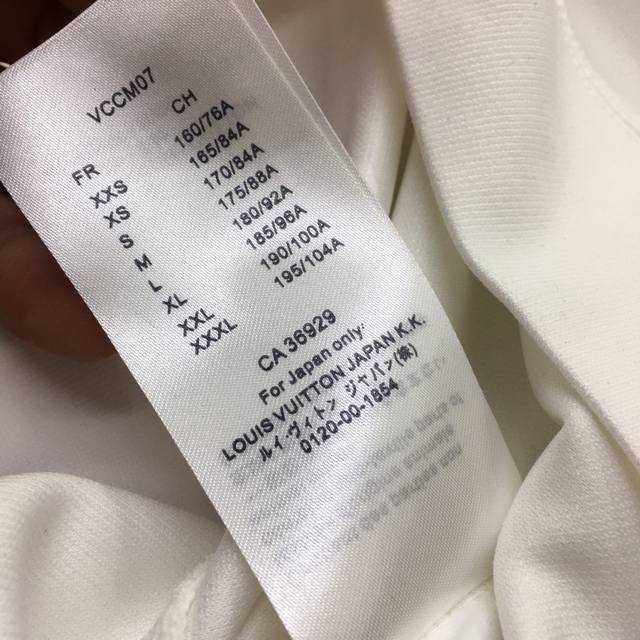 VCCM07
FR CH
XXS 160/76A
XS 165/84A
S 170/84A
M 175/88A
L 180/92A
XL 185/96A
XXL 190/100A
XXXL 195/104A
CA 36929
For Japan only:
LOUIS VUITTON JAPAN K.K.
ルイ・ヴィトン ジャパン(株)
0120-00-1854